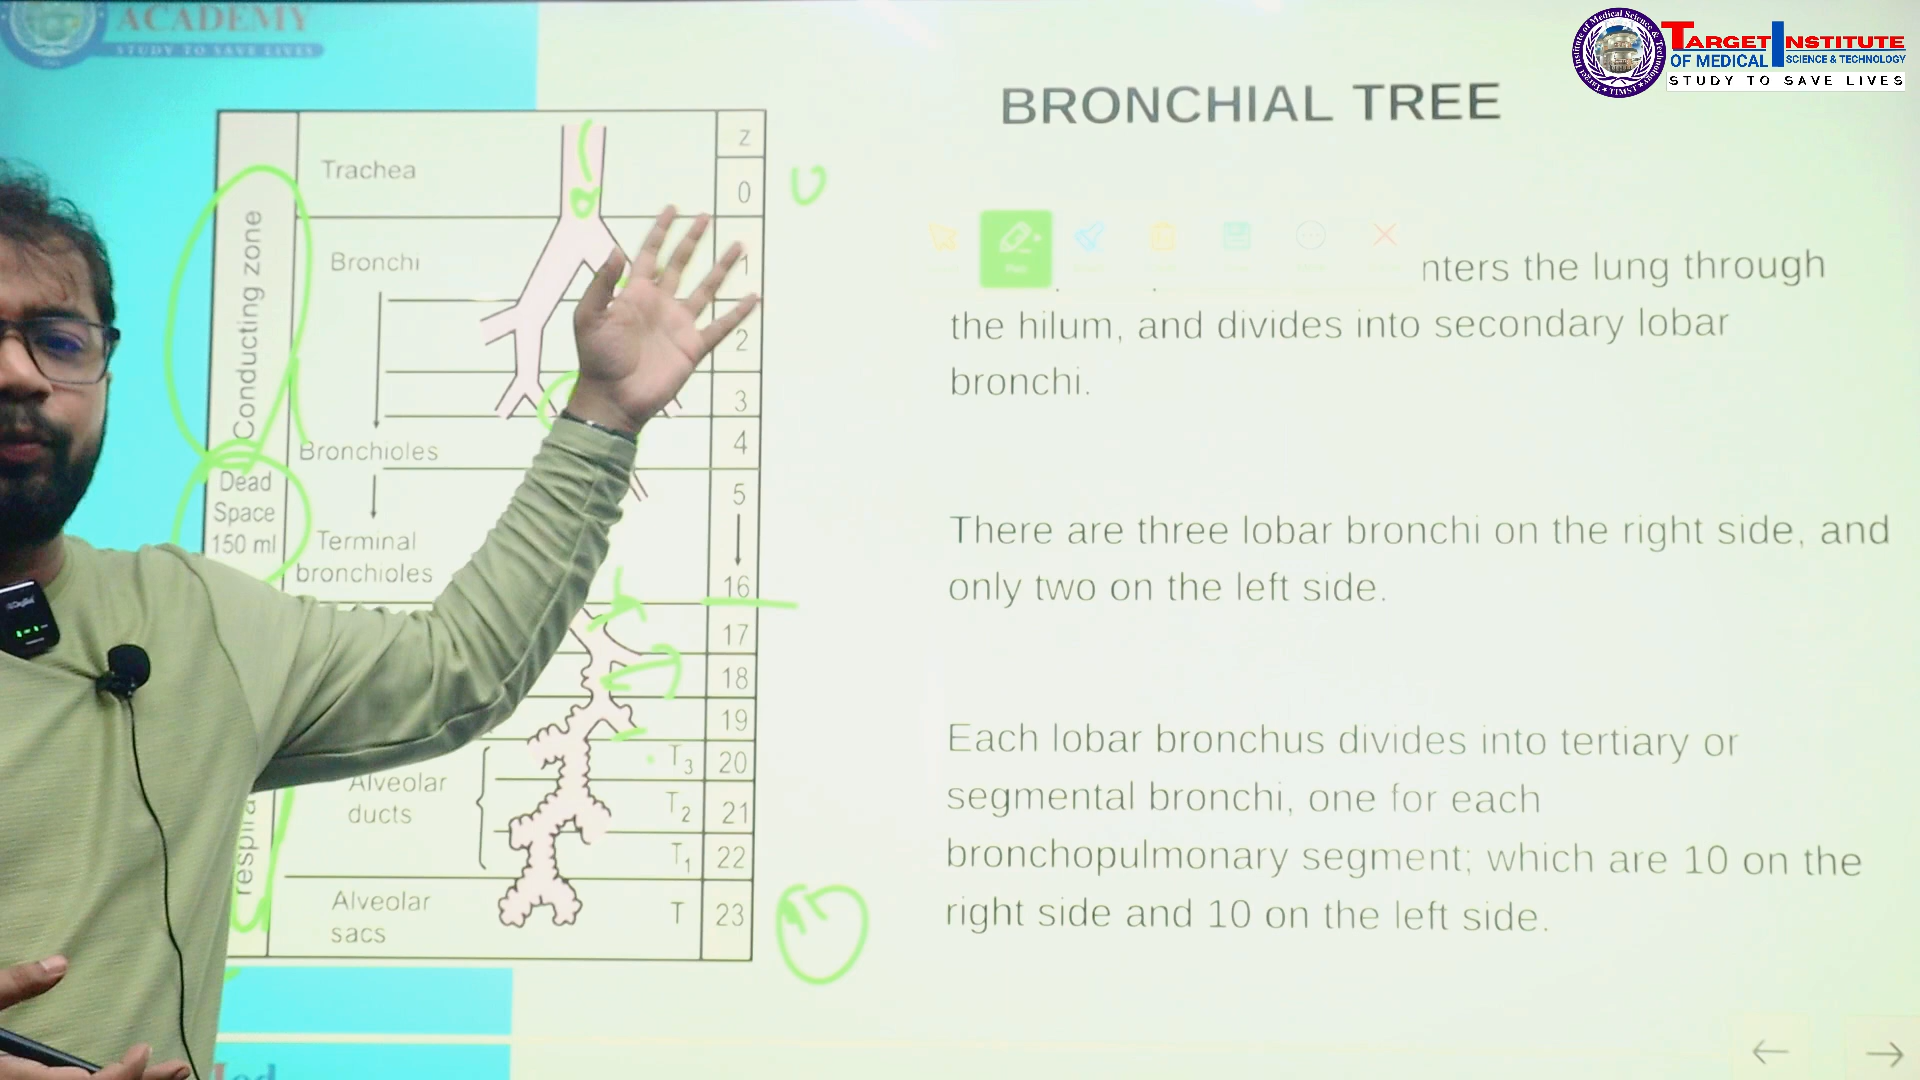 ACADEMY
STUDY TO SAVE LIVES
TARGET INSTITUTE
OF MEDICAL SCIENCE & TECHNOLOGY
STUDY TO SAVE LIVES
BRONCHIAL TREE
Z
Trachea
0
Conducting zone
Bronchi
1
2
3
Bronchioles
4
Dead
Space
150 ml
5
Terminal
bronchioles
16
17
18
19
T3 20
Alveolar
ducts
T2 21
T1 22
Alveolar
sacs
T 23
nters the lung through
the hilum, and divides into secondary lobar
bronchi.
There are three lobar bronchi on the right side, and
only two on the left side.
Each lobar bronchus divides into tertiary or
segmental bronchi, one for each
bronchopulmonary segment; which are 10 on the
right side and 10 on the left side.